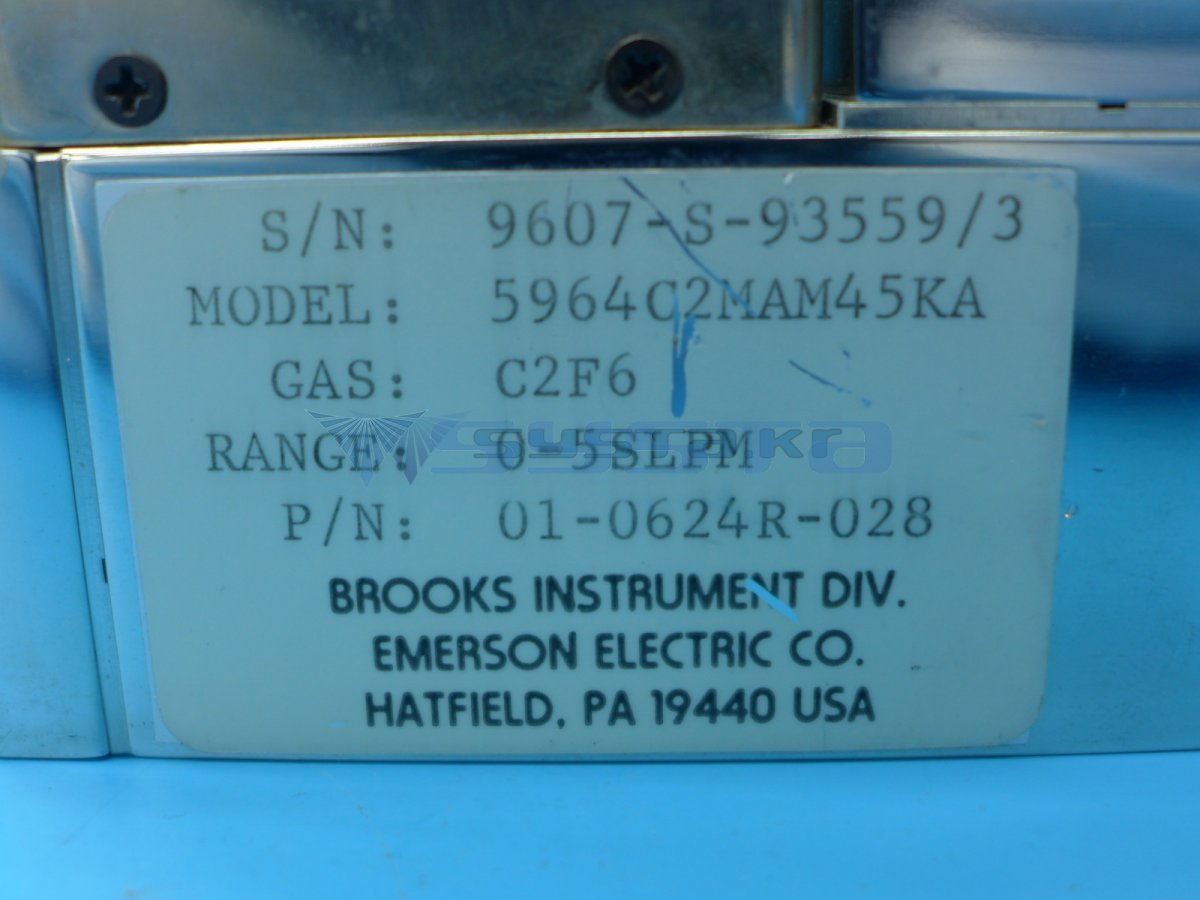 S/N: 9607-S-93559/3
MODEL: 5964C2MAM45KA
GAS: C2F6
RANGE: 0-5SLPM
P/N: 01-0624R-028
BROOKS INSTRUMENT DIV.
EMERSON ELECTRIC CO.
HATFIELD, PA 19440 USA